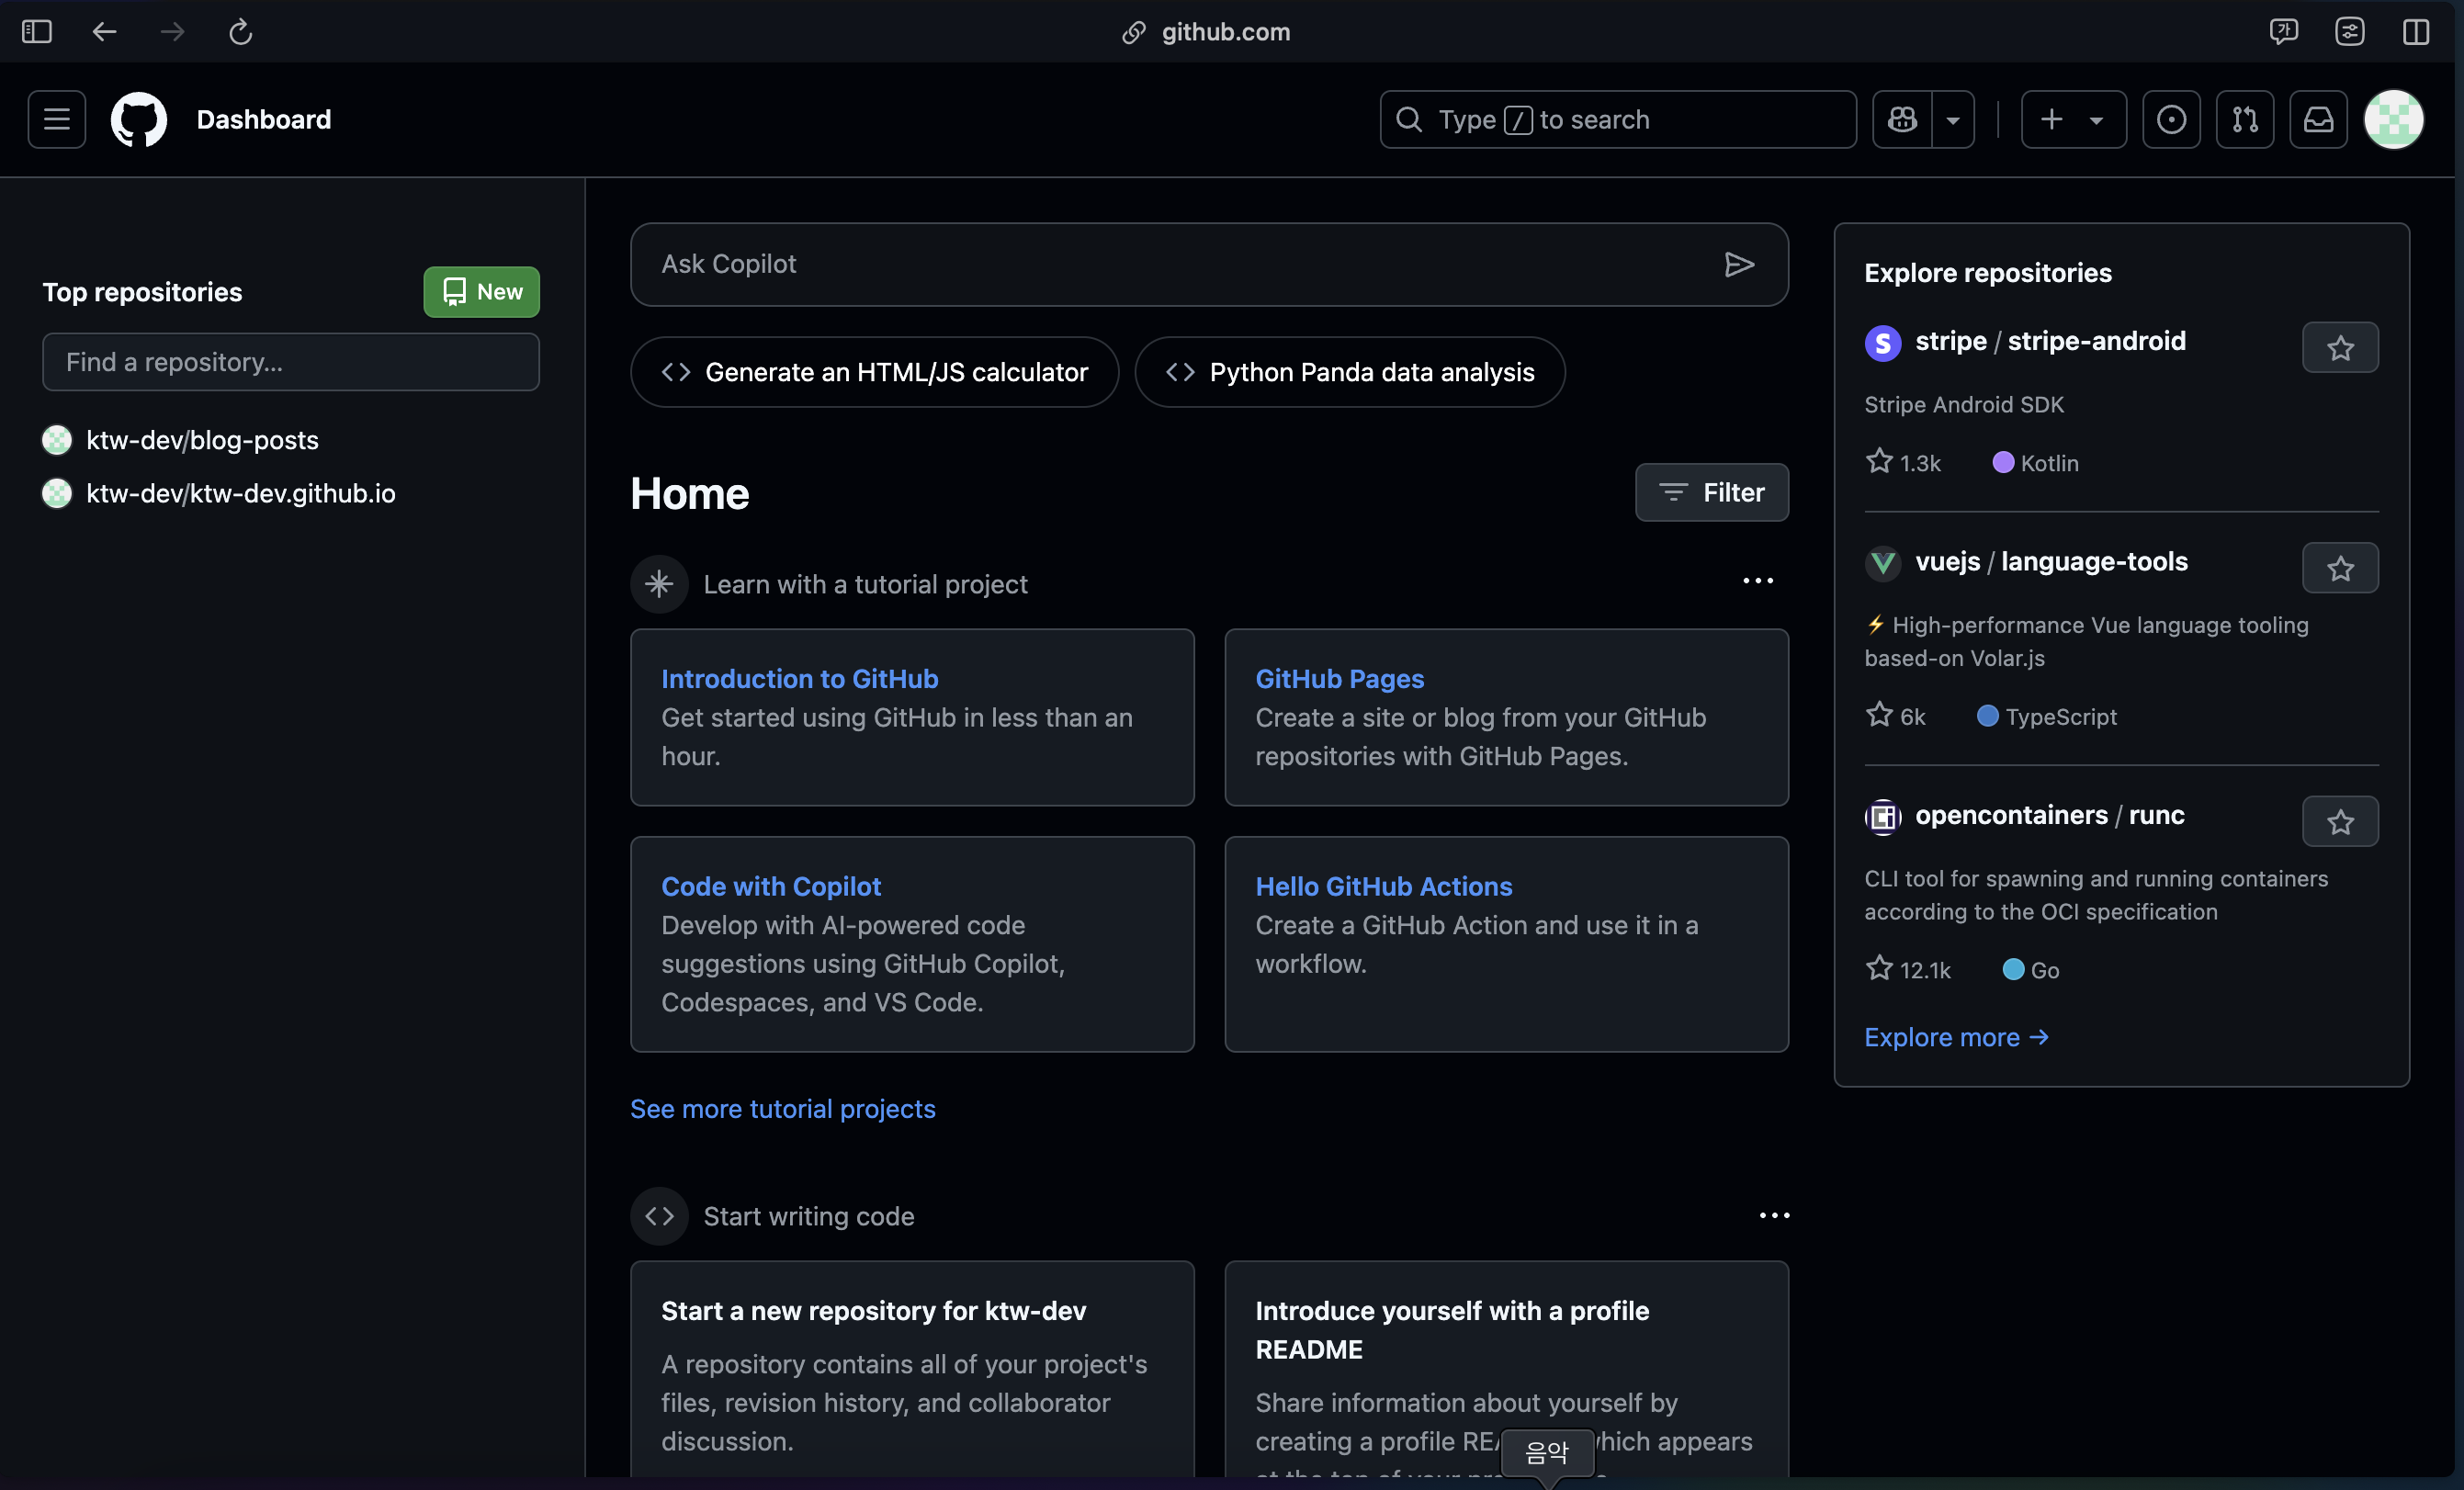 github.com
Dashboard
Type / to search
Top repositories
New
Find a repository...
ktw-dev/blog-posts
ktw-dev/ktw-dev.github.io
Ask Copilot
Generate an HTML/JS calculator
Python Panda data analysis
Home
Filter
Learn with a tutorial project
Introduction to GitHub
Get started using GitHub in less than an
hour.
GitHub Pages
Create a site or blog from your GitHub
repositories with GitHub Pages.
Code with Copilot
Develop with AI-powered code
suggestions using GitHub Copilot,
Codespaces, and VS Code.
Hello GitHub Actions
Create a GitHub Action and use it in a
workflow.
See more tutorial projects
Start writing code
Start a new repository for ktw-dev
A repository contains all of your project's
files, revision history, and collaborator
discussion.
Introduce yourself with a profile
README
Share information about yourself by
creating a profile which appears
음악
Explore repositories
stripe / stripe-android
Stripe Android SDK
1.3k Kotlin
vuejs / language-tools
⚡ High-performance Vue language tooling
based-on Volar.js
6k TypeScript
opencontainers / runc
CLI tool for spawning and running containers
according to the OCI specification
12.1k Go
Explore more →